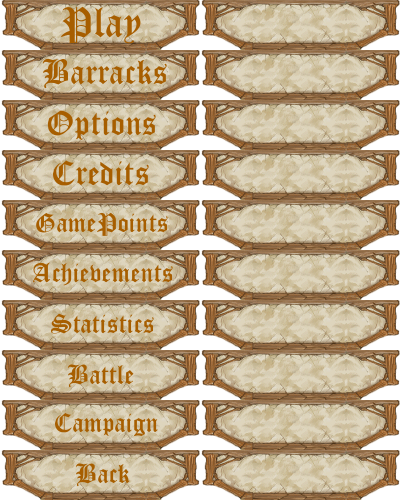 Play
Barracks
Options
Credits
GamePoints
Achievements
Statistics
Battle
Campaign
Back